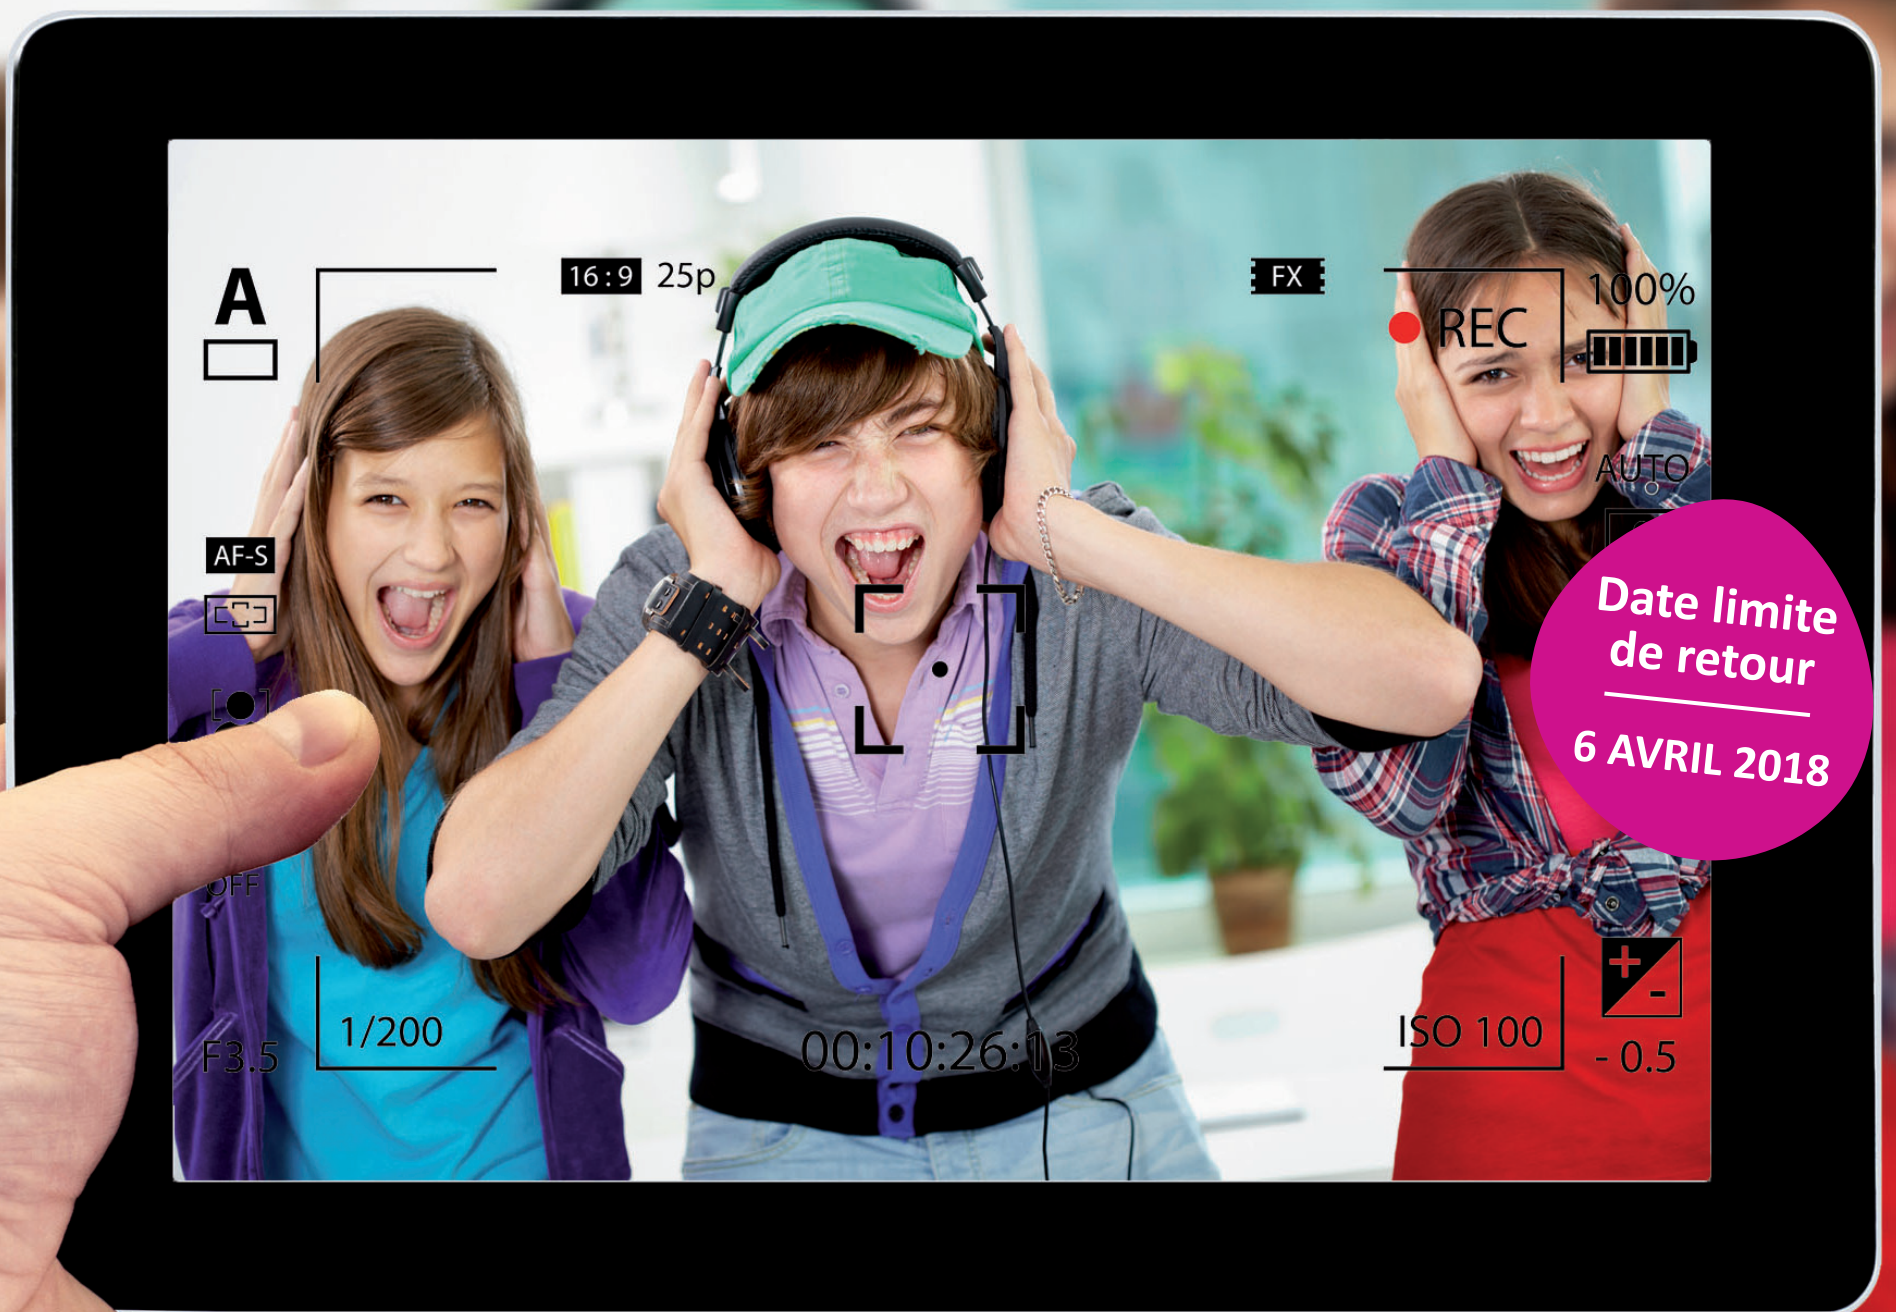 A
16:9 25p
FX
REC
100%
AUTO
AF-S
Date limite
de retour
6 AVRIL 2018
OFF
1/200
F3.5
00:10:26:13
ISO 100
- 0.5